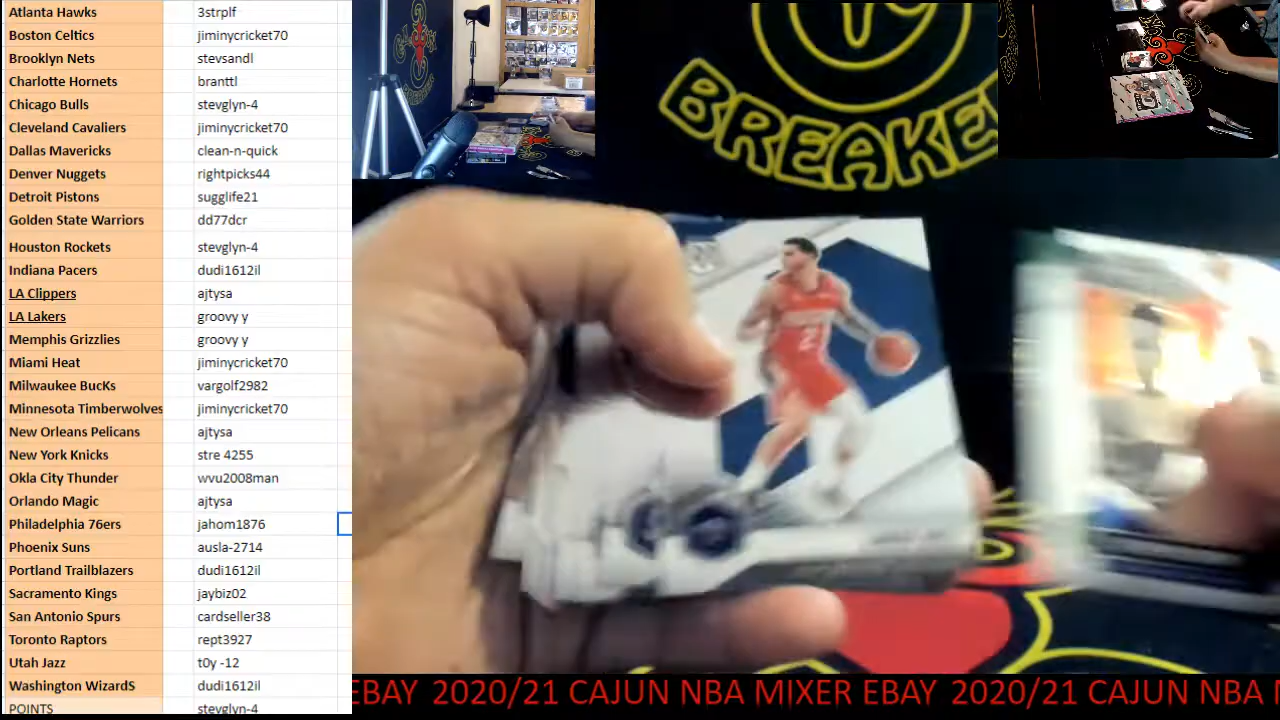 Atlanta Hawks 3strplf
Boston Celtics jiminycricket70
Brooklyn Nets stevsandl
Charlotte Hornets branttl
Chicago Bulls stevglyn-4
Cleveland Cavaliers jiminycricket70
Dallas Mavericks clean-n-quick
Denver Nuggets rightpicks44
Detroit Pistons sugglife21
Golden State Warriors dd77dcr
Houston Rockets stevglyn-4
Indiana Pacers dudi1612il
LA Clippers ajtysa
LA Lakers groovy y
Memphis Grizzlies groovy y
Miami Heat jiminycricket70
Milwaukee BucKs vargolf2982
Minnesota Timberwolves jiminycricket70
New Orleans Pelicans ajtysa
New York Knicks stre 4255
Okla City Thunder wvu2008man
Orlando Magic ajtysa
Philadelphia 76ers jahom1876
Phoenix Suns ausla-2714
Portland Trailblazers dudi1612il
Sacramento Kings jaybiz02
San Antonio Spurs cardseller38
Toronto Raptors rept3927
Utah Jazz t0y -12
Washington WizardS dudi1612il
POINTS stevglyn-4
BREAKE
EBAY 2020/21 CAJUN NBA MIXER EBAY 2020/21 CAJUN NBA